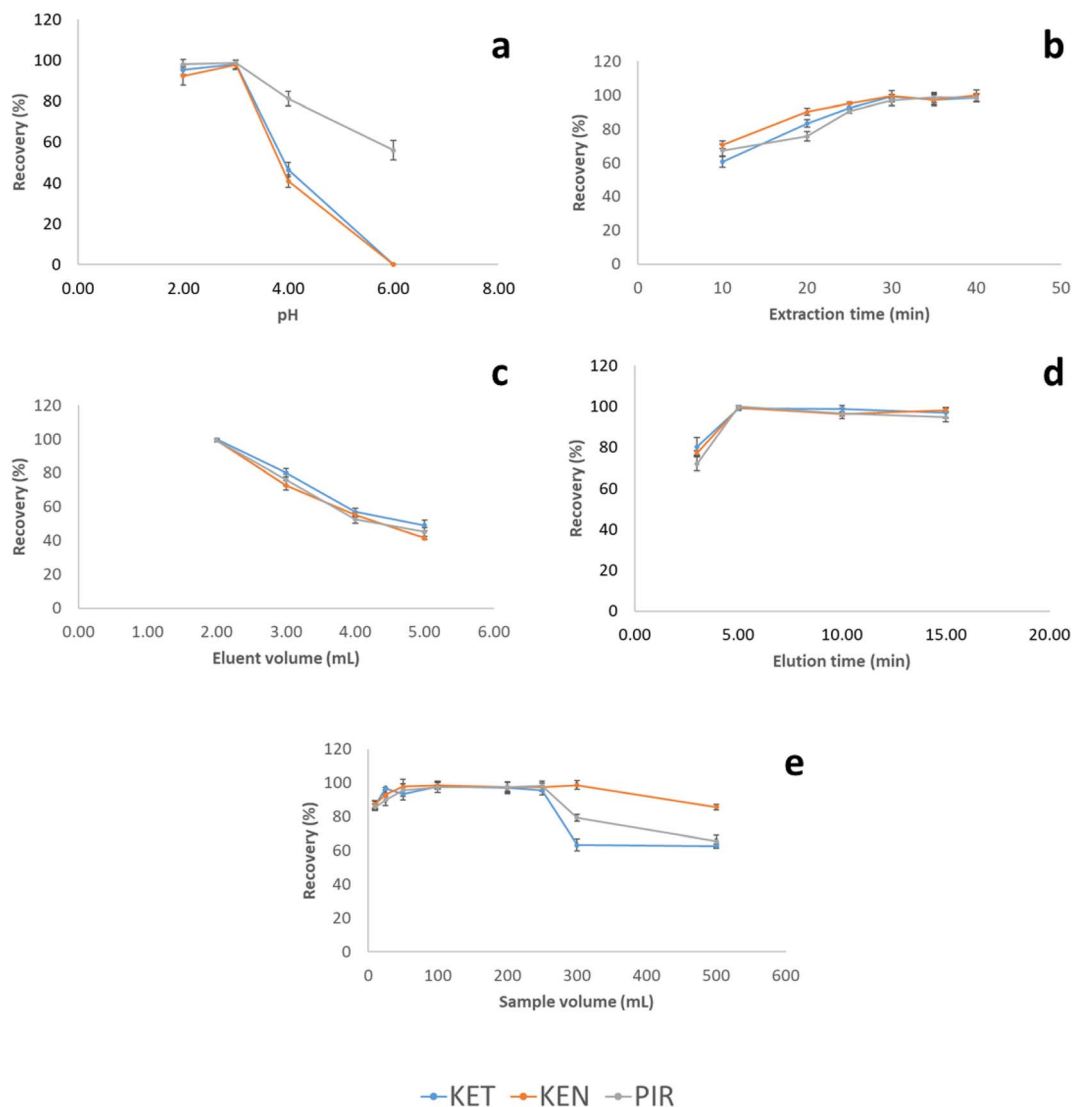 a
120
100
80
60
40
20
0
Recovery (%)
0.00 2.00 4.00 6.00 8.00
pH
b
120
100
80
60
40
20
0
Recovery (%)
0 10 20 30 40 50
Extraction time (min)
c
120
100
80
60
40
20
0
Recovery (%)
0.00 1.00 2.00 3.00 4.00 5.00 6.00
Eluent volume (mL)
d
120
100
80
60
40
20
0
Recovery (%)
0.00 5.00 10.00 15.00 20.00
Elution time (min)
e
120
100
80
60
40
20
0
Recovery (%)
0 100 200 300 400 500 600
Sample volume (mL)
KET KEN PIR